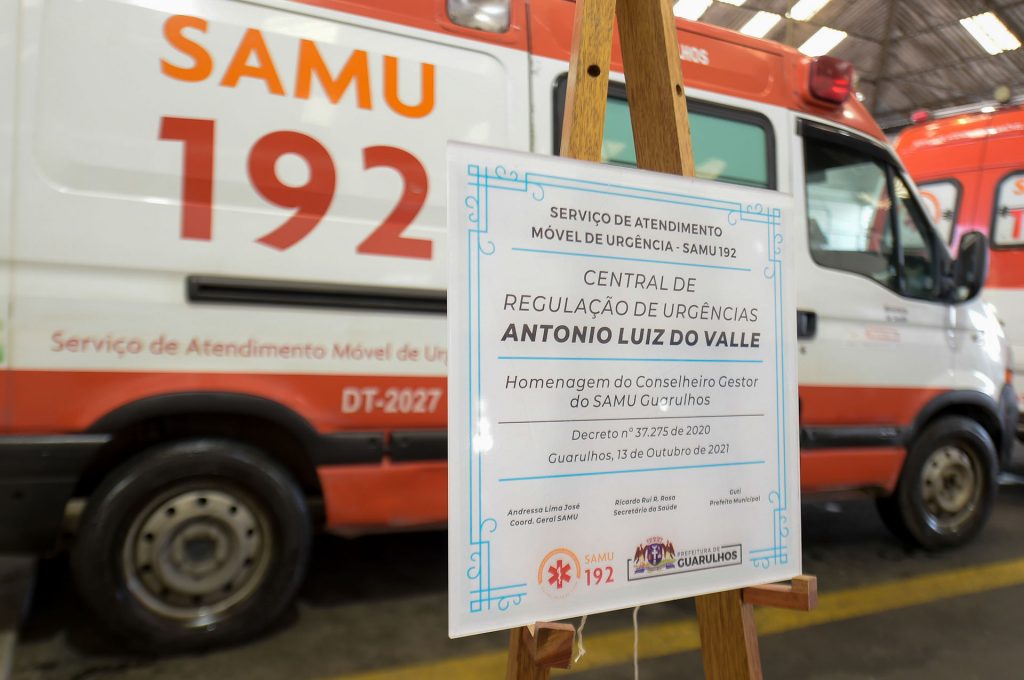 SAMU
192
Serviço de Atendimento Móvel de Ur
DT-2027
SERVIÇO DE ATENDIMENTO
MÓVEL DE URGÊNCIA - SAMU 192
CENTRAL DE
REGULAÇÃO DE URGÊNCIAS
ANTONIO LUIZ DO VALLE
Homenagem do Conselheiro Gestor
do SAMU Guarulhos
Decreto nº 37.275 de 2020
Guarulhos, 13 de Outubro de 2021
Andressa Lima José
Coord. Geral SAMU
Ricardo Rui R. Rosa
Secretário da Saúde
Guti
Prefeito Municipal
SAMU
192
PREFEITURA DE
GUARULHOS